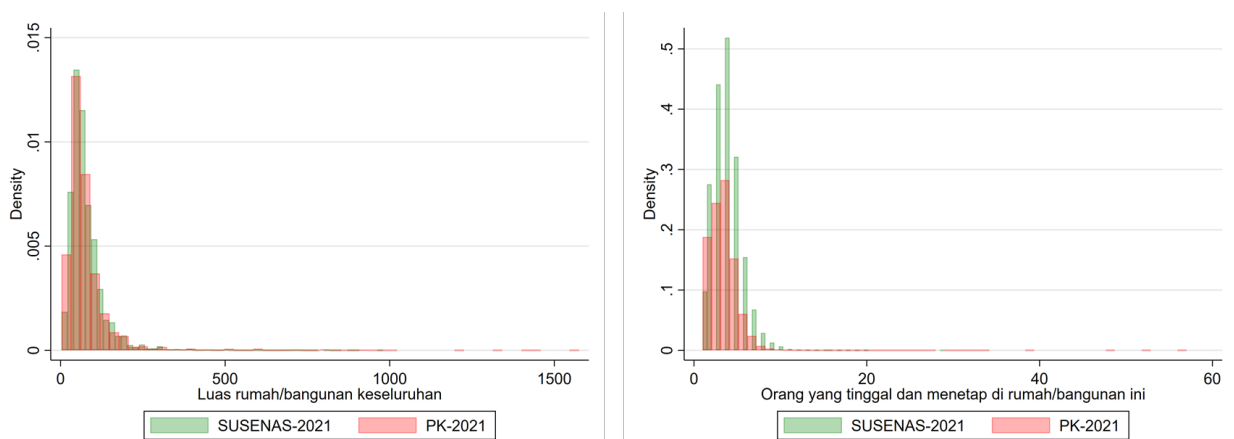 .015
.01
.005
0
Density
0 500 1000 1500
Luas rumah/bangunan keseluruhan
SUSENAS-2021 PK-2021
.5
.4
.3
.2
.1
0
Density
0 20 40 60
Orang yang tinggal dan menetap di rumah/bangunan ini
SUSENAS-2021 PK-2021